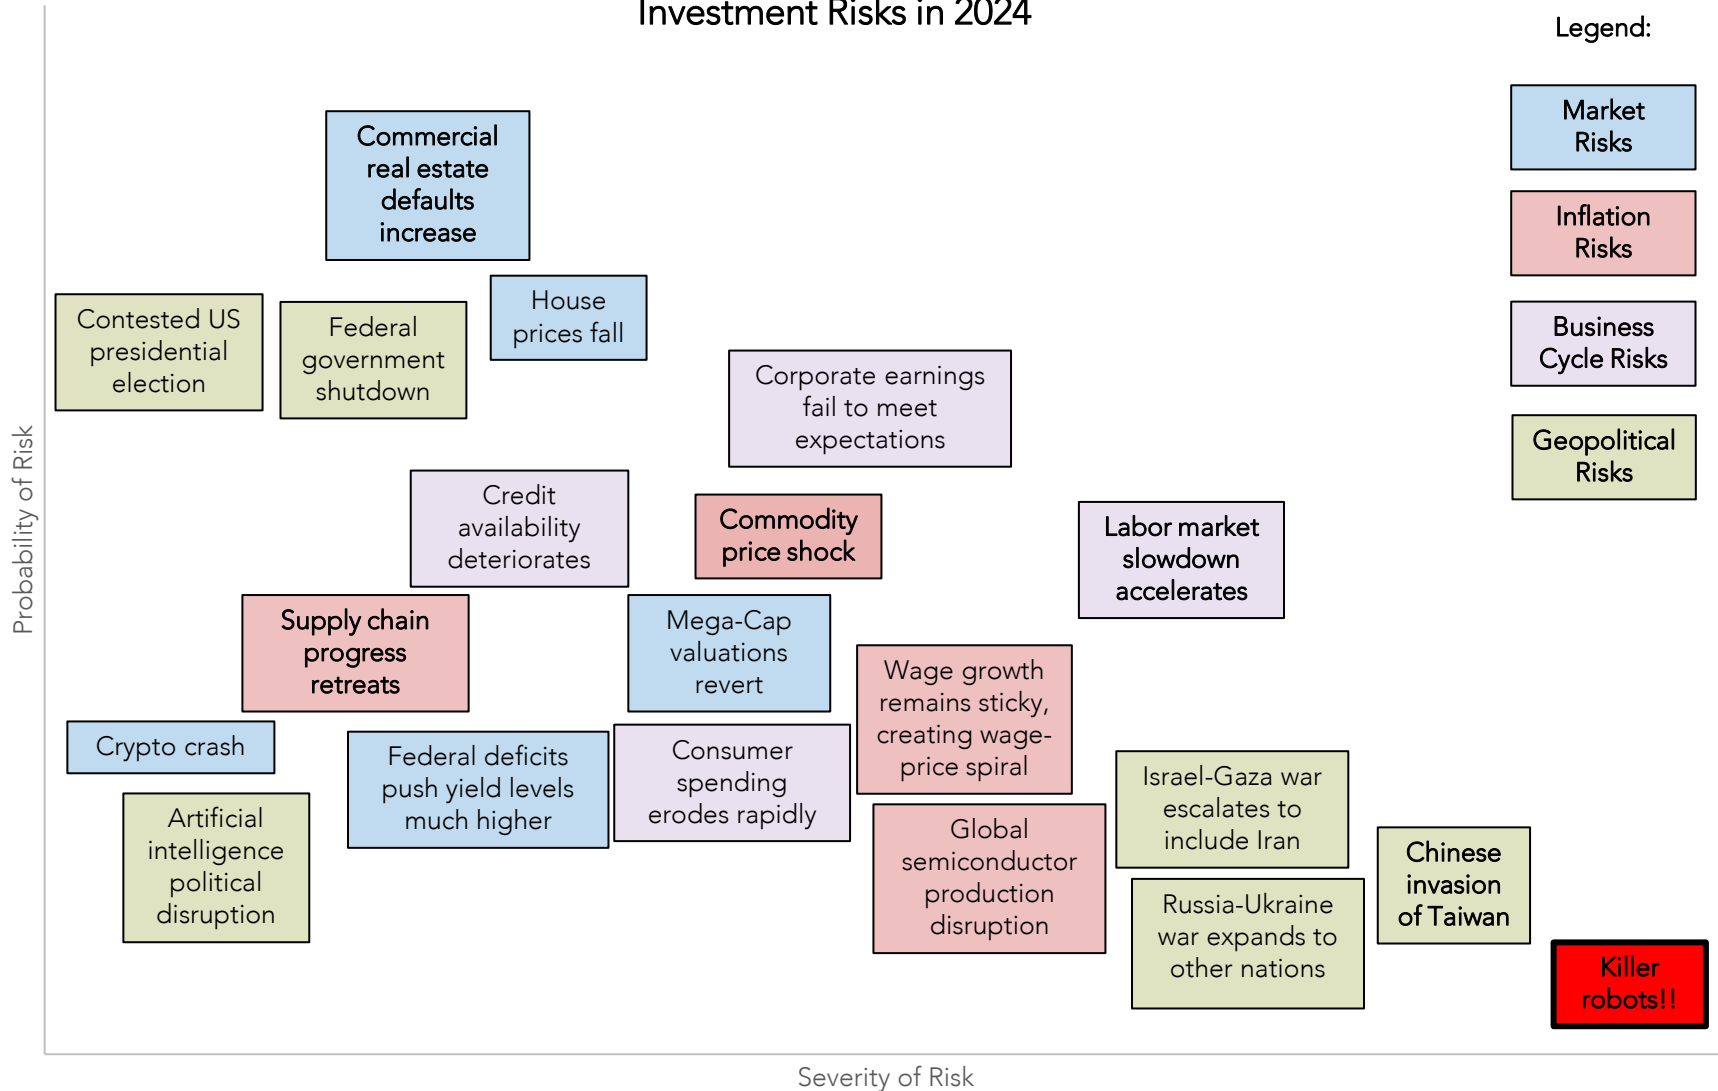 Investment Risks in 2024
Legend:
Market
Risks
Inflation
Risks
Business
Cycle Risks
Geopolitical
Risks
Commercial
real estate
defaults
increase
House
prices fall
Contested US
presidential
election
Federal
government
shutdown
Corporate earnings
fail to meet
expectations
Credit
availability
deteriorates
Commodity
price shock
Labor market
slowdown
accelerates
Supply chain
progress
retreats
Mega-Cap
valuations
revert
Wage growth
remains sticky,
creating wage-
price spiral
Crypto crash
Federal deficits
push yield levels
much higher
Consumer
spending
erodes rapidly
Israel-Gaza war
escalates to
include Iran
Artificial
intelligence
political
disruption
Global
semiconductor
production
disruption
Chinese
invasion
of Taiwan
Russia-Ukraine
war expands to
other nations
Killer
robots!!
Probability of Risk
Severity of Risk